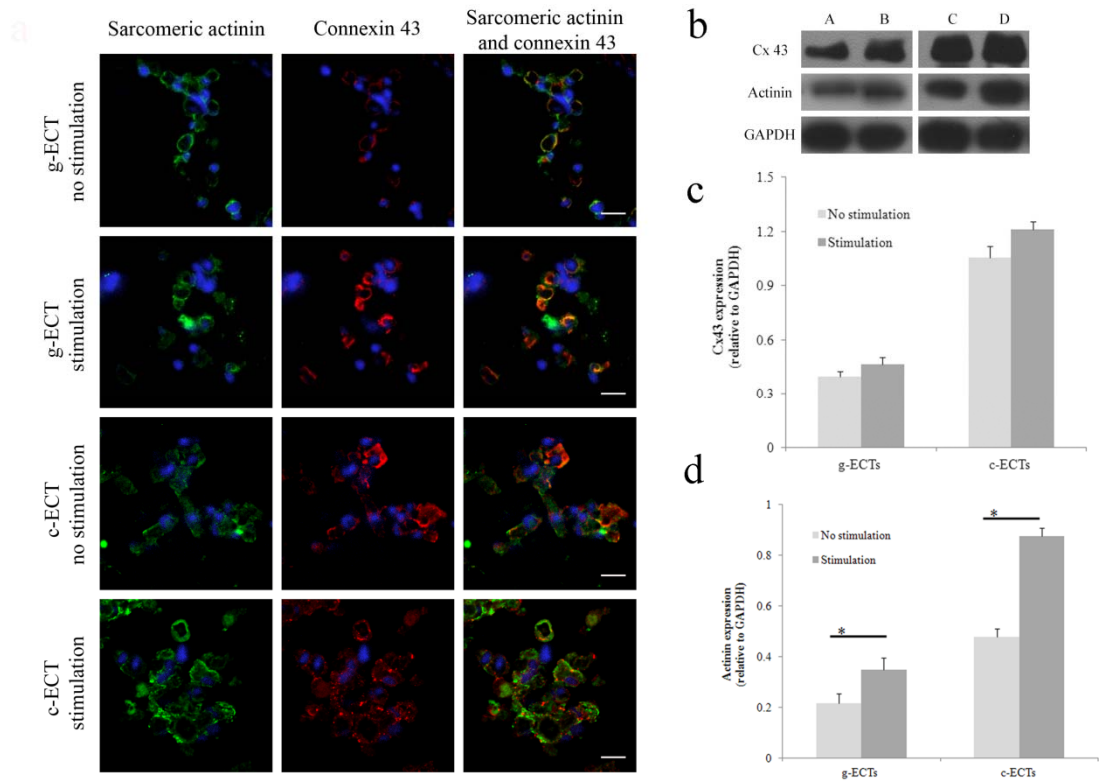 a
Sarcomeric actinin
Connexin 43
Sarcomeric actinin
and connexin 43
g-ECT
no stimulation
g-ECT
stimulation
c-ECT
no stimulation
c-ECT
stimulation
b
A B C D
Cx 43
Actinin
GAPDH
c
Cx43 expression
(relative to GAPDH)
1.5
1.2
0.9
0.6
0.3
0
No stimulation
Stimulation
g-ECTs c-ECTs
d
Actinin expression
(relative to GAPDH)
1
0.8
0.6
0.4
0.2
0
No stimulation
Stimulation
*
*
g-ECTs c-ECTs